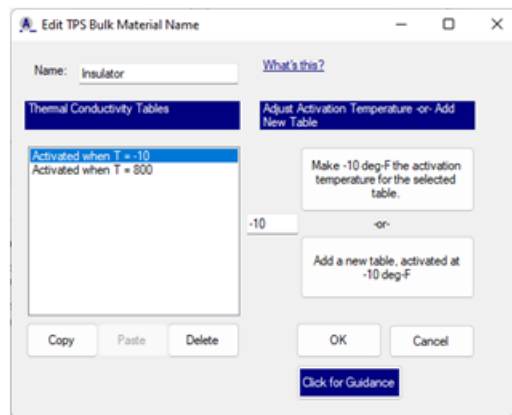 Edit TPS Bulk Material Name
Name:
Insulator
What's this?
Thermal Conductivity Tables
Adjust Activation Temperature -or- Add
New Table
Activated when T = -10
Activated when T = 800
Make -10 deg-F the activation
temperature for the selected
table.
-10
-or-
Add a new table, activated at
-10 deg-F
Copy
Paste
Delete
OK
Cancel
Click for Guidance